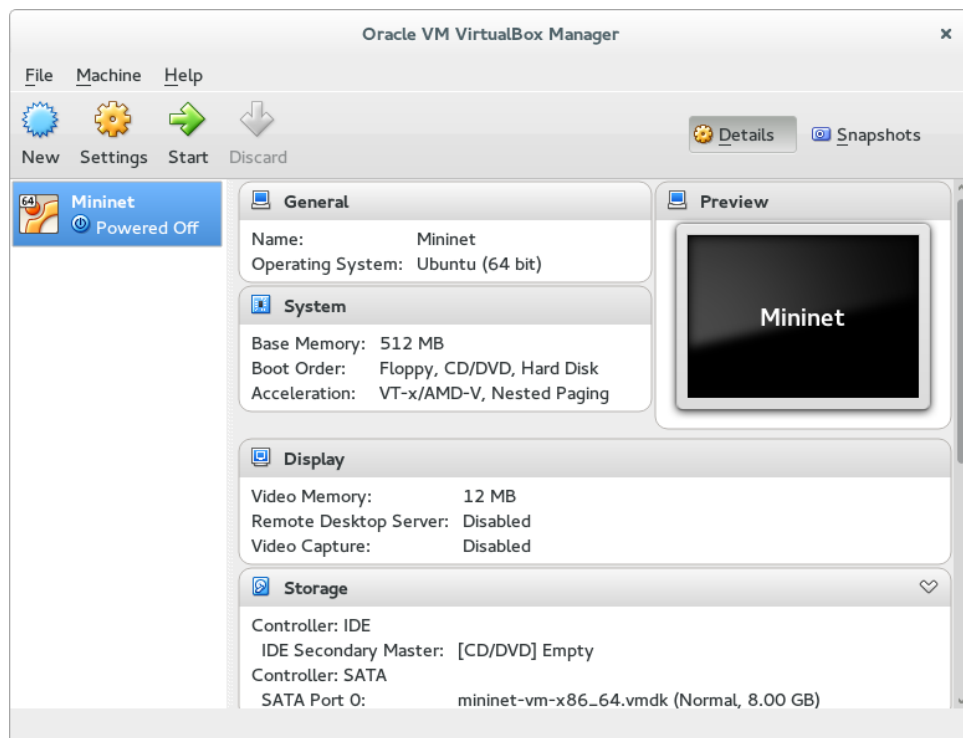 Oracle VM VirtualBox Manager
File Machine Help
New Settings Start Discard
Details Snapshots
64
Mininet
Powered Off
General
Name: Mininet
Operating System: Ubuntu (64 bit)
System
Base Memory: 512 MB
Boot Order: Floppy, CD/DVD, Hard Disk
Acceleration: VT-x/AMD-V, Nested Paging
Preview
Mininet
Display
Video Memory: 12 MB
Remote Desktop Server: Disabled
Video Capture: Disabled
Storage
Controller: IDE
IDE Secondary Master: [CD/DVD] Empty
Controller: SATA
SATA Port 0: mininet-vm-x86_64.vmdk (Normal, 8.00 GB)